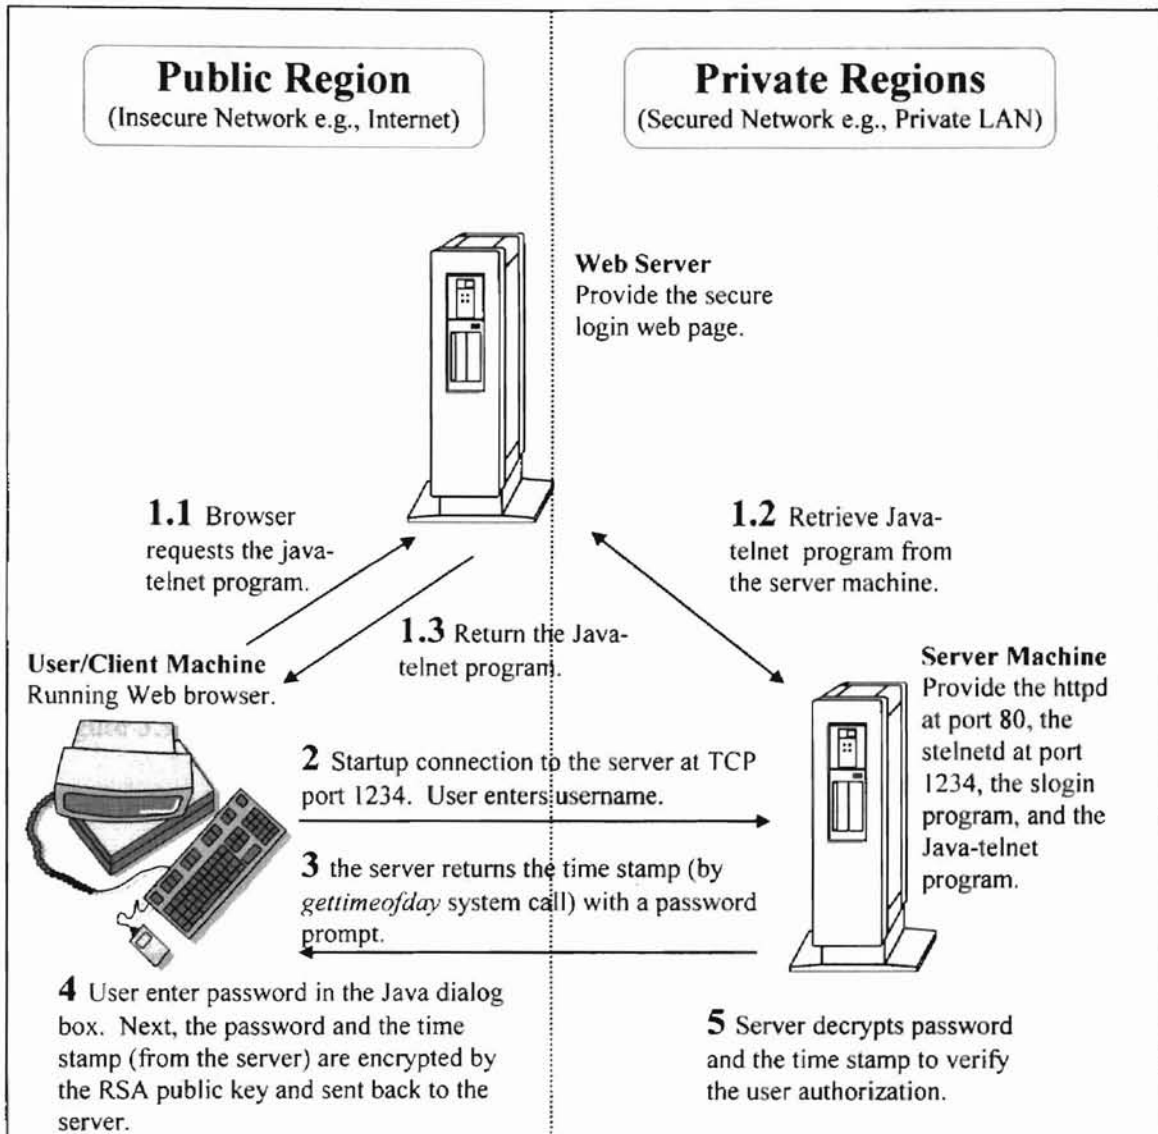 Public Region
(Insecure Network e.g., Internet)
Private Regions
(Secured Network e.g., Private LAN)
Web Server
Provide the secure
login web page.
1.1 Browser
requests the java-
telnet program.
1.2 Retrieve Java-
telnet program from
the server machine.
1.3 Return the Java-
telnet program.
User/Client Machine
Running Web browser.
Server Machine
Provide the httpd
at port 80, the
stelnetd at port
1234, the slogin
program, and the
Java-telnet
program.
2 Startup connection to the server at TCP
port 1234. User enters username.
3 the server returns the time stamp (by
gettimeofday system call) with a password
prompt.
4 User enter password in the Java dialog
box. Next, the password and the time
stamp (from the server) are encrypted by
the RSA public key and sent back to the
server.
5 Server decrypts password
and the time stamp to verify
the user authorization.